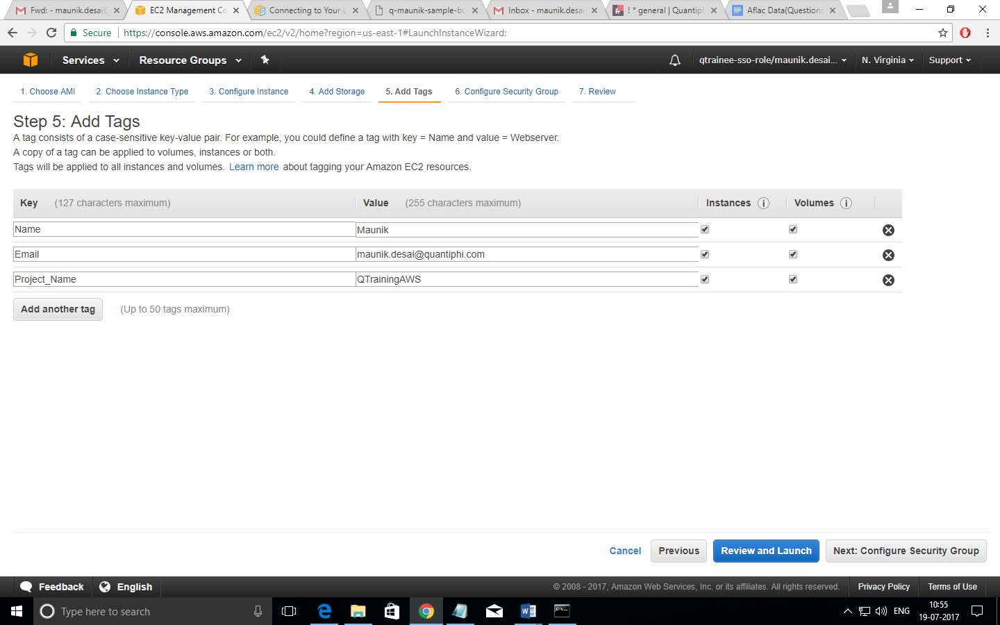 Fwd: - maunik.desai@
EC2 Management Co
Connecting to Your L
q-maunik-sample-bu
Inbox - maunik.desai
! * general | Quantiph
Aflac Data(Questions
Secure
https://console.aws.amazon.com/ec2/v2/home?region=us-east-1#LaunchInstanceWizard:
Services
Resource Groups
qtrainee-sso-role/maunik.desai...
N. Virginia
Support
1. Choose AMI
2. Choose Instance Type
3. Configure Instance
4. Add Storage
5. Add Tags
6. Configure Security Group
7. Review
Step 5: Add Tags
A tag consists of a case-sensitive key-value pair. For example, you could define a tag with key = Name and value = Webserver.
A copy of a tag can be applied to volumes, instances or both.
Tags will be applied to all instances and volumes. Learn more about tagging your Amazon EC2 resources.
Key (127 characters maximum) Value (255 characters maximum) Instances i Volumes i
Name Maunik
Email maunik.desai@quantiphi.com
Project_Name QTrainingAWS
Add another tag (Up to 50 tags maximum)
Cancel
Previous
Review and Launch
Next: Configure Security Group
Feedback
English
© 2008 - 2017, Amazon Web Services, Inc. or its affiliates. All rights reserved.
Privacy Policy
Terms of Use
Type here to search
ENG
10:55
19-07-2017